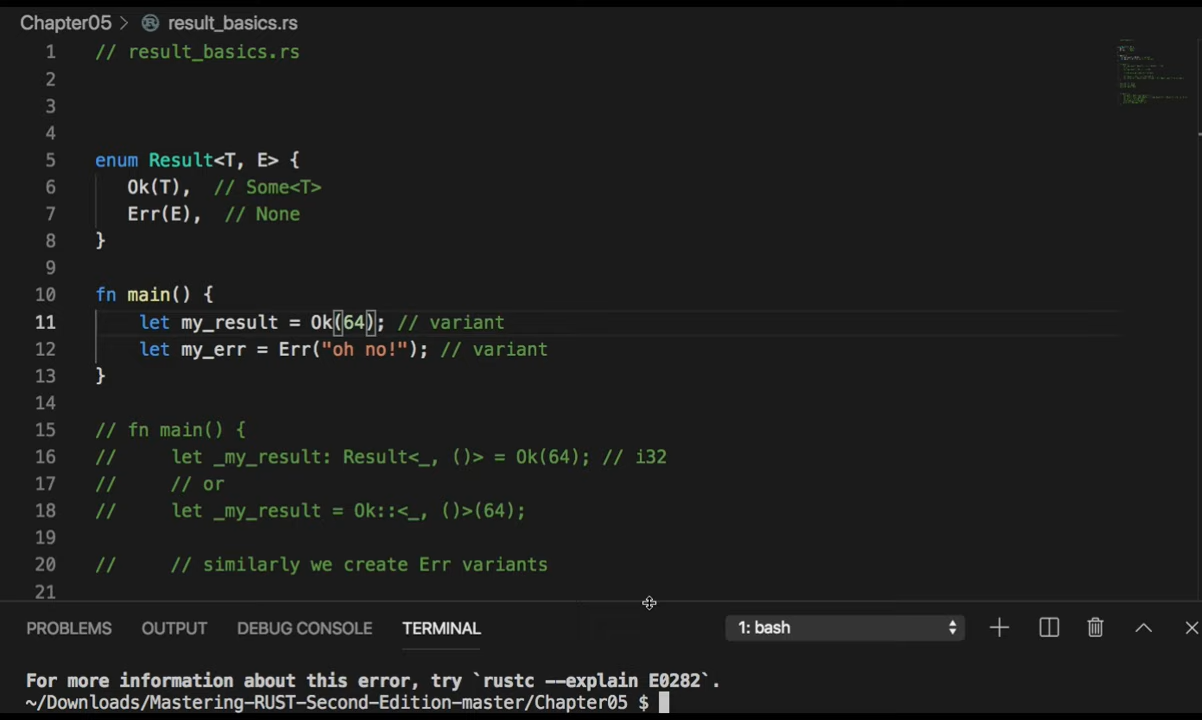 Chapter05 > result_basics.rs
1 // result_basics.rs
2
3
4
5 enum Result<T, E> {
6 Ok(T), // Some<T>
7 Err(E), // None
8 }
9
10 fn main() {
11 let my_result = Ok(64); // variant
12 let my_err = Err("oh no!"); // variant
13 }
14
15 // fn main() {
16 // let _my_result: Result<_, ()> = Ok(64); // i32
17 // // or
18 // let _my_result = Ok::<_, ()>(64);
19
20 // // similarly we create Err variants
21
PROBLEMS OUTPUT DEBUG CONSOLE TERMINAL 1: bash
For more information about this error, try `rustc --explain E0282`.
~/Downloads/Mastering-RUST-Second-Edition-master/Chapter05 $